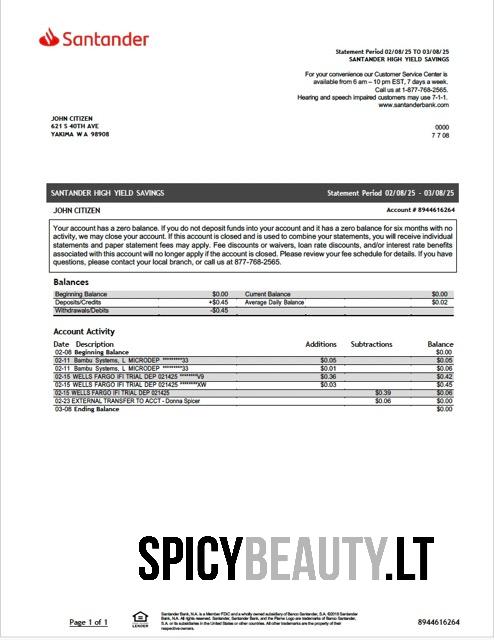 Santander
Statement Period 02/08/25 TO 03/08/25
SANTANDER HIGH YIELD SAVINGS
For your convenience our Customer Service Center is
available from 6 am – 10 pm EST, 7 days a week.
Call us at 1-877-768-2565.
Hearing and speech impaired customers may use 7-1-1.
www.santanderbank.com
JOHN CITIZEN
621 S 40TH AVE
YAKIMA WA 98908
0000
7 7 08
SANTANDER HIGH YIELD SAVINGS Statement Period 02/08/25 - 03/08/25
JOHN CITIZEN Account # 8944616264
Your account has a zero balance. If you do not deposit funds into your account and it has a zero balance for six months with no
activity, we may close your account. If this account is closed and is used to combine your statements, you will receive individual
statements and paper statement fees may apply. Fee discounts or waivers, loan rate discounts, and/or interest rate benefits
associated with this account will no longer apply if the account is closed. Please review your fee schedule for details. If you have
questions, please contact your local branch, or call us at 877-768-2565.
Balances
Beginning Balance $0.00 Current Balance $0.00
Deposits/Credits +$0.45 Average Daily Balance $0.02
Withdrawals/Debits -$0.45
Account Activity
Date Description Additions Subtractions Balance
02-08 Beginning Balance $0.00
02-11 Bambu Systems, L MICRODEP *********33 $0.05 $0.05
02-11 Bambu Systems, L MICRODEP *********33 $0.01 $0.06
02-15 WELLS FARGO IFI TRIAL DEP 021425 ********V9 $0.36 $0.42
02-15 WELLS FARGO IFI TRIAL DEP 021425 ********XW $0.03 $0.45
02-15 WELLS FARGO IFI TRIAL DEP 021425 $0.39 $0.06
02-23 EXTERNAL TRANSFER TO ACCT - Donna Spicer $0.06 $0.00
03-08 Ending Balance $0.00
SPICYBEAUTY.LT
Page 1 of 1
LENDER
Santander Bank, N.A. is a Member FDIC and a wholly owned subsidiary of Banco Santander, S.A. ©2015 Santander
Bank, N.A. All rights reserved. Santander, Santander Bank, and the Flame Logo are trademarks of Banco Santander,
S.A. or its subsidiaries in the United States or other countries. All other trademarks are the property of their
respective owners.
8944616264